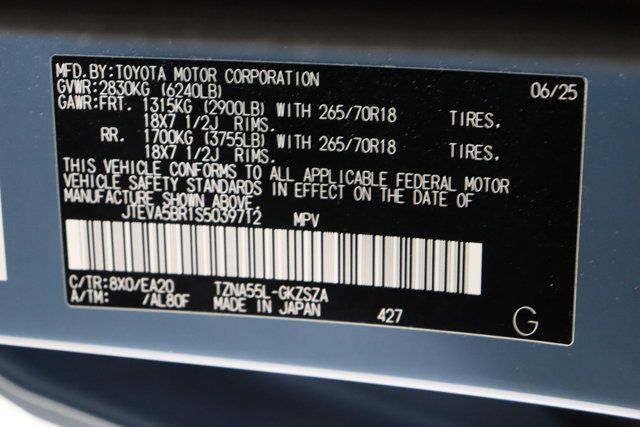 MFD.BY:TOYOTA MOTOR CORPORATION 06/25
GVWR:2830KG (6240LB)
GAWR:FRT. 1315KG (2900LB) WITH 265/70R18 TIRES.
18X7 1/2J RIMS.
RR. 1700KG (3755LB) WITH 265/70R18 TIRES.
18X7 1/2J RIMS.
THIS VEHICLE CONFORMS TO ALL APPLICABLE FEDERAL MOTOR
VEHICLE SAFETY STANDARDS IN EFFECT ON THE DATE OF
MANUFACTURE SHOWN ABOVE.
JTEVA5BR1S5039712 MPV
C/TR:8X0/EA20 TZNA55L-GKZSZA
A/TM: /AL80F MADE IN JAPAN 427 G